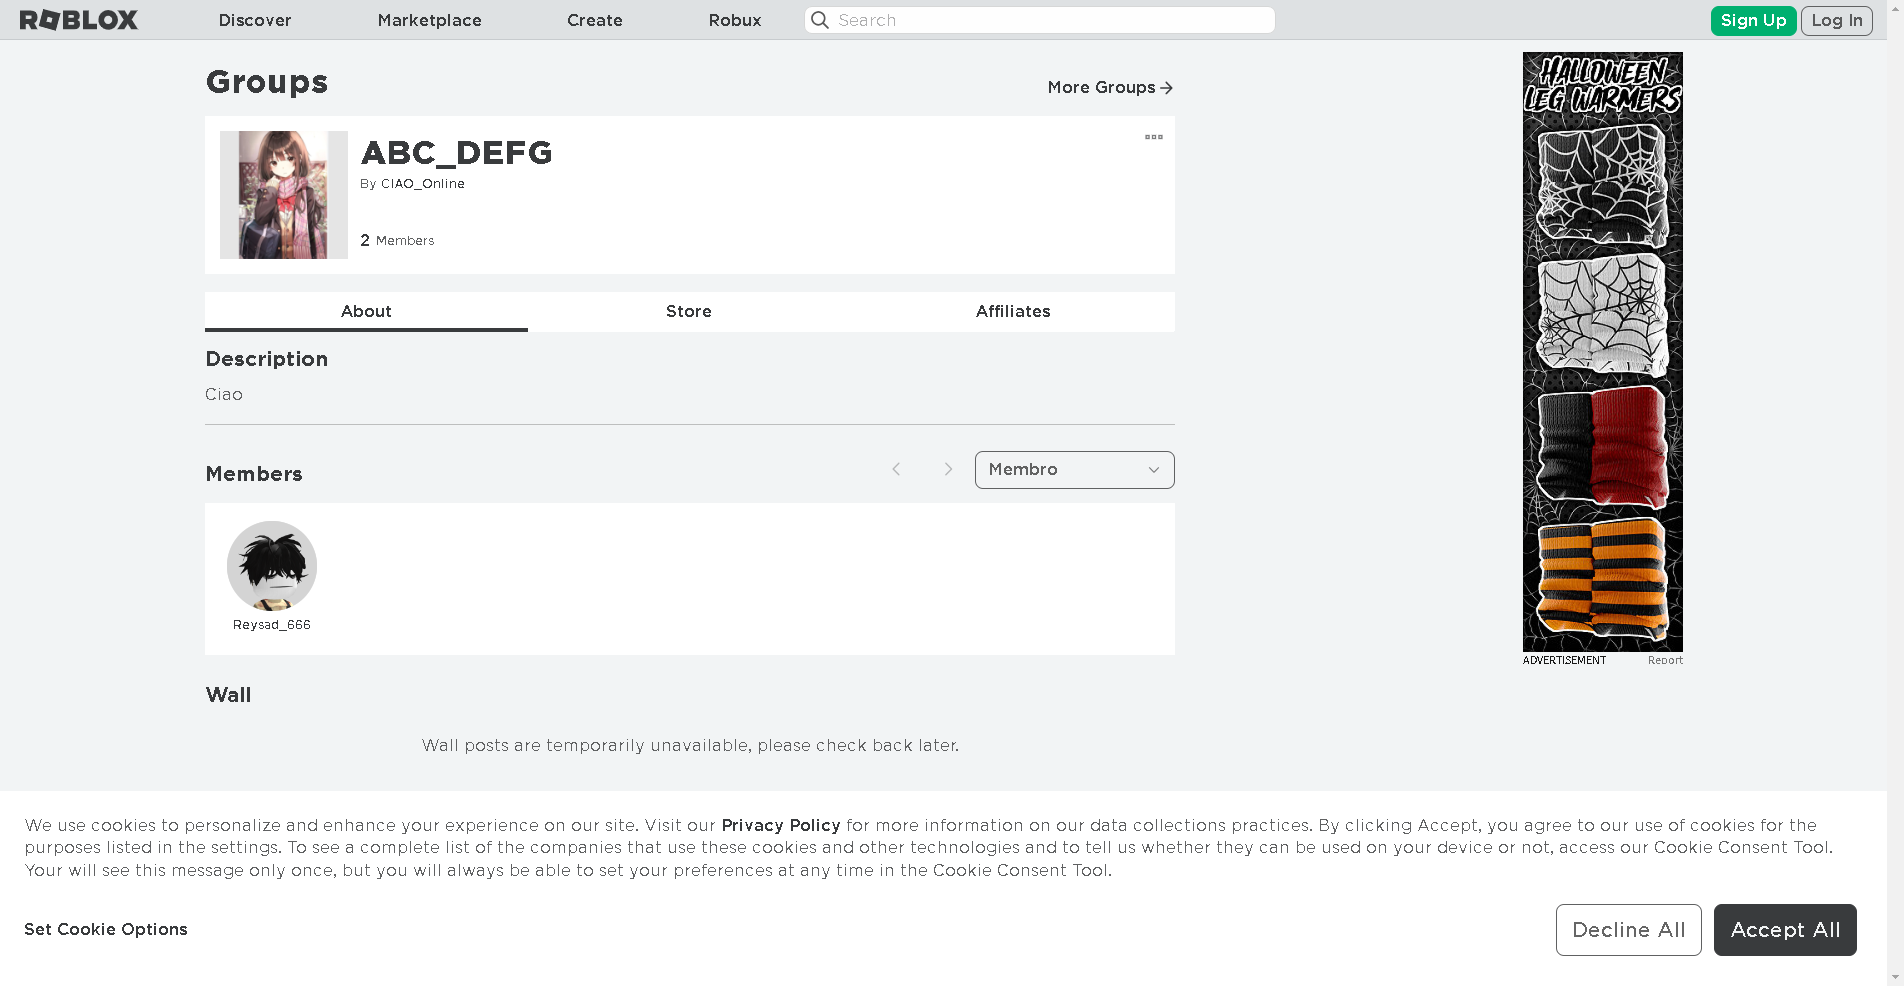 ROBLOX Discover Marketplace Create Robux Search Sign Up Log In
Groups
More Groups
ABC_DEFG
By CIAO_Online
2 Members
About Store Affiliates
Description
Ciao
Members
Membro
Reysad_666
Wall
Wall posts are temporarily unavailable, please check back later.
HALLOWEEN
LEG WARMERS
ADVERTISEMENT Report
We use cookies to personalize and enhance your experience on our site. Visit our Privacy Policy for more information on our data collections practices. By clicking Accept, you agree to our use of cookies for the
purposes listed in the settings. To see a complete list of the companies that use these cookies and other technologies and to tell us whether they can be used on your device or not, access our Cookie Consent Tool.
Your will see this message only once, but you will always be able to set your preferences at any time in the Cookie Consent Tool.
Set Cookie Options
Decline All
Accept All